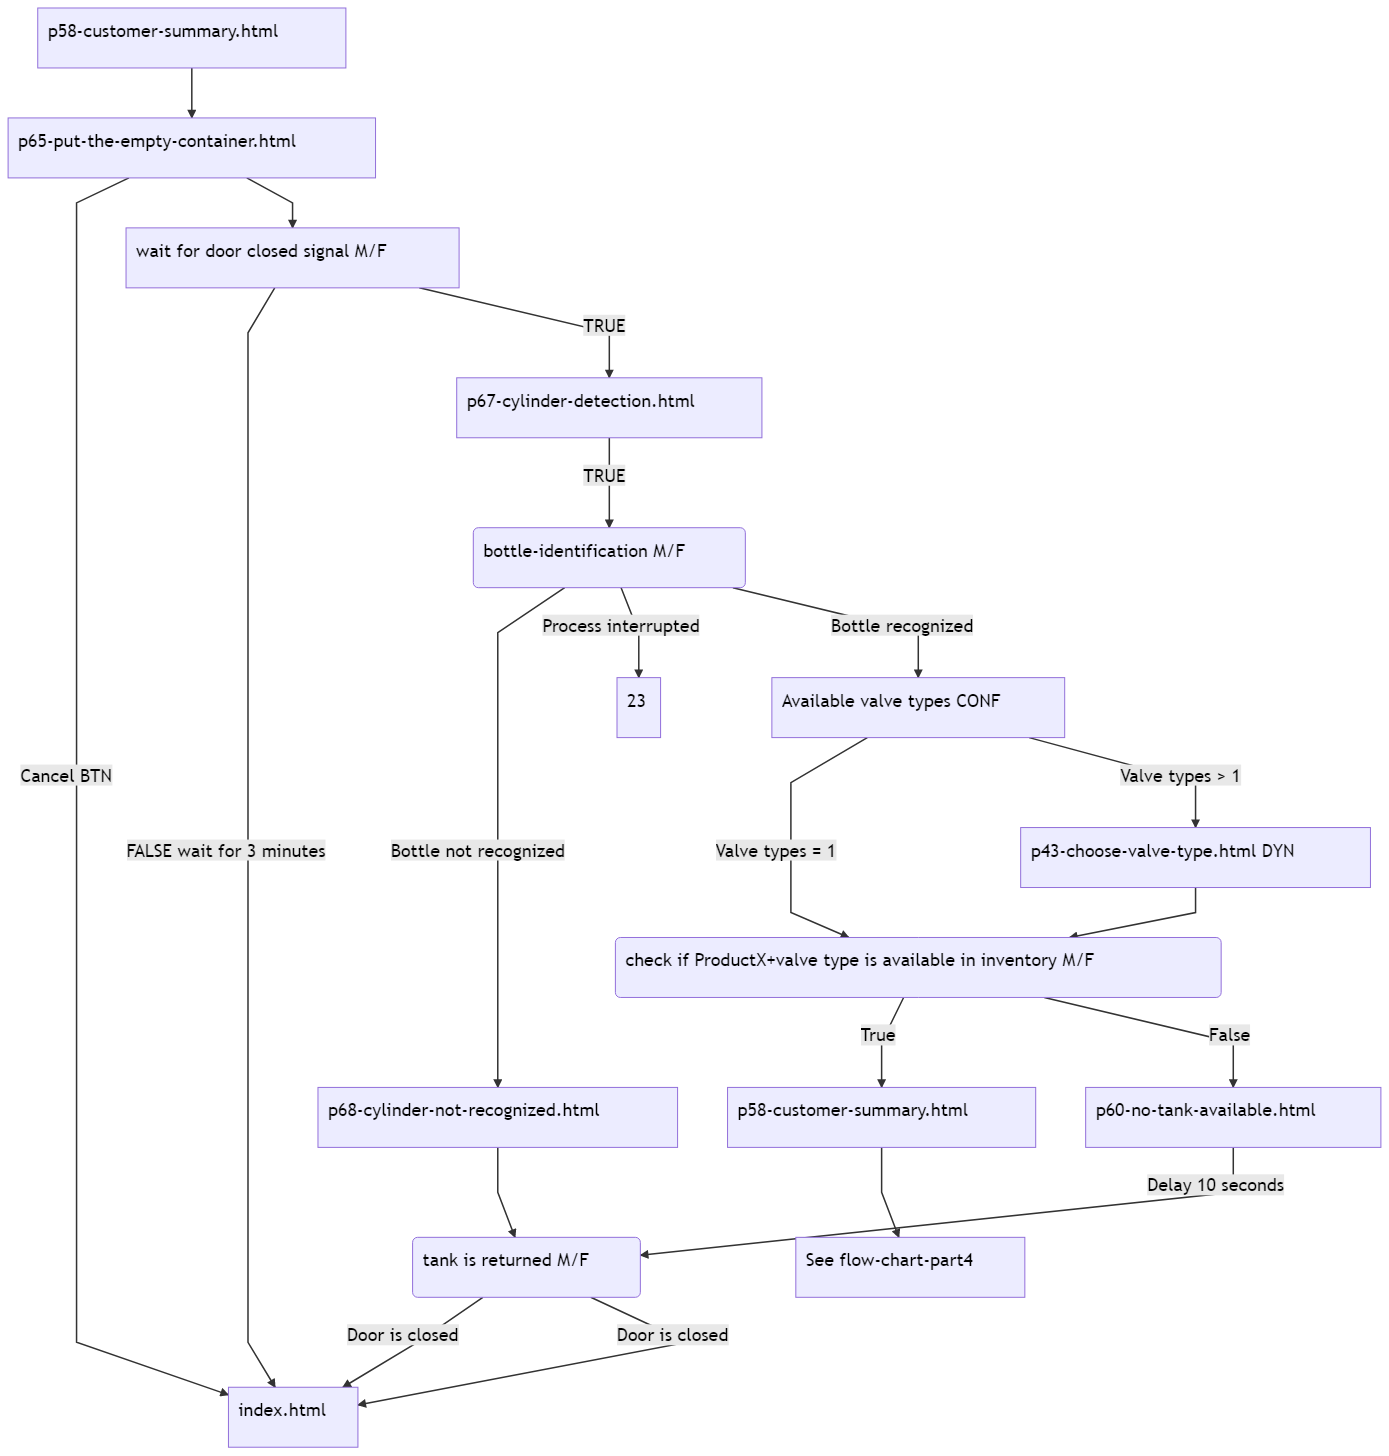 p58-customer-summary.html
p65-put-the-empty-container.html
wait for door closed signal M/F
TRUE
p67-cylinder-detection.html
TRUE
bottle-identification M/F
Process interrupted
Bottle recognized
23
Available valve types CONF
Cancel BTN
Valve types > 1
FALSE wait for 3 minutes
Bottle not recognized
Valve types = 1
p43-choose-valve-type.html DYN
check if ProductX+valve type is available in inventory M/F
True
False
p68-cylinder-not-recognized.html
p58-customer-summary.html
p60-no-tank-available.html
Delay 10 seconds
tank is returned M/F
See flow-chart-part4
Door is closed
Door is closed
index.html